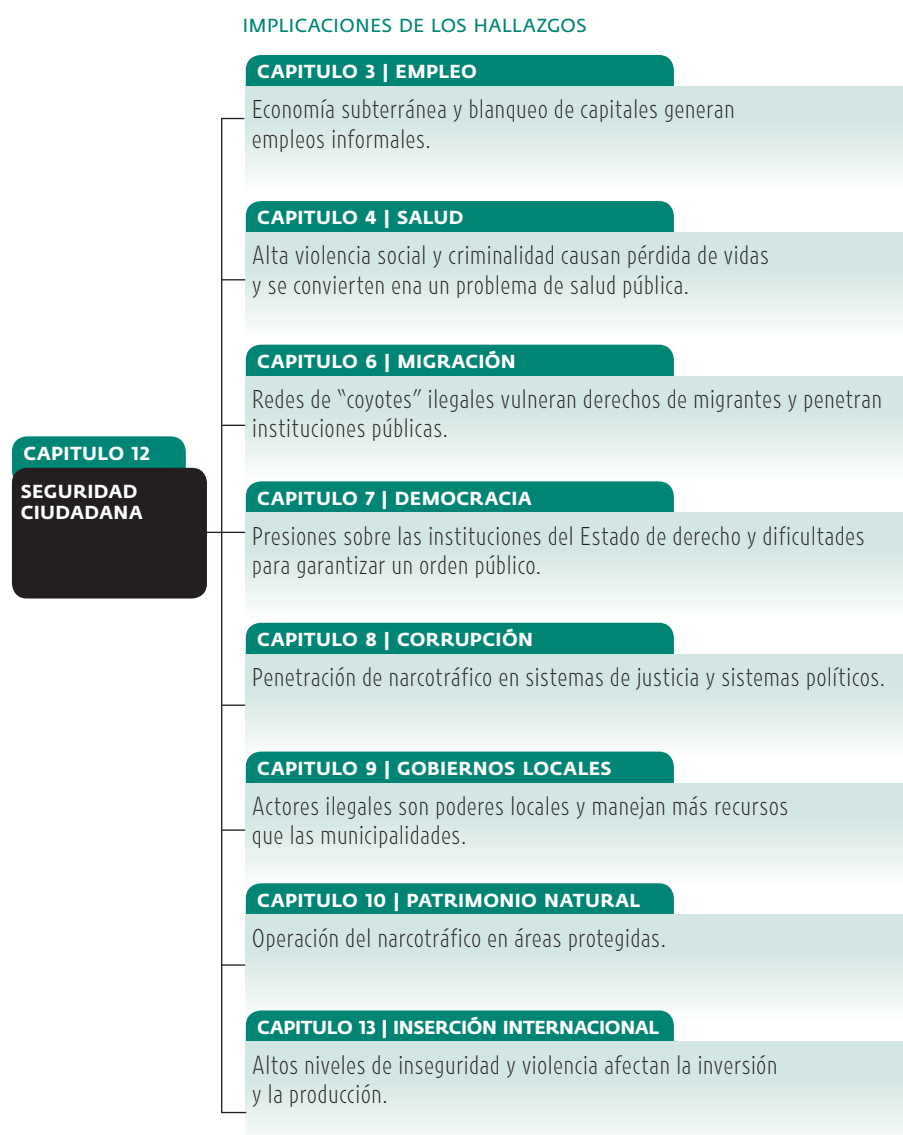 IMPLICACIONES DE LOS HALLAZGOS
CAPITULO 3 | EMPLEO
Economía subterránea y blanqueo de capitales generan
empleos informales.
CAPITULO 4 | SALUD
Alta violencia social y criminalidad causan pérdida de vidas
y se convierten ena un problema de salud pública.
CAPITULO 6 | MIGRACIÓN
Redes de “coyotes” ilegales vulneran derechos de migrantes y penetran
instituciones públicas.
CAPITULO 12
SEGURIDAD
CIUDADANA
CAPITULO 7 | DEMOCRACIA
Presiones sobre las instituciones del Estado de derecho y dificultades
para garantizar un orden público.
CAPITULO 8 | CORRUPCIÓN
Penetración de narcotráfico en sistemas de justicia y sistemas políticos.
CAPITULO 9 | GOBIERNOS LOCALES
Actores ilegales son poderes locales y manejan más recursos
que las municipalidades.
CAPITULO 10 | PATRIMONIO NATURAL
Operación del narcotráfico en áreas protegidas.
CAPITULO 13 | INSERCIÓN INTERNACIONAL
Altos niveles de inseguridad y violencia afectan la inversión
y la producción.